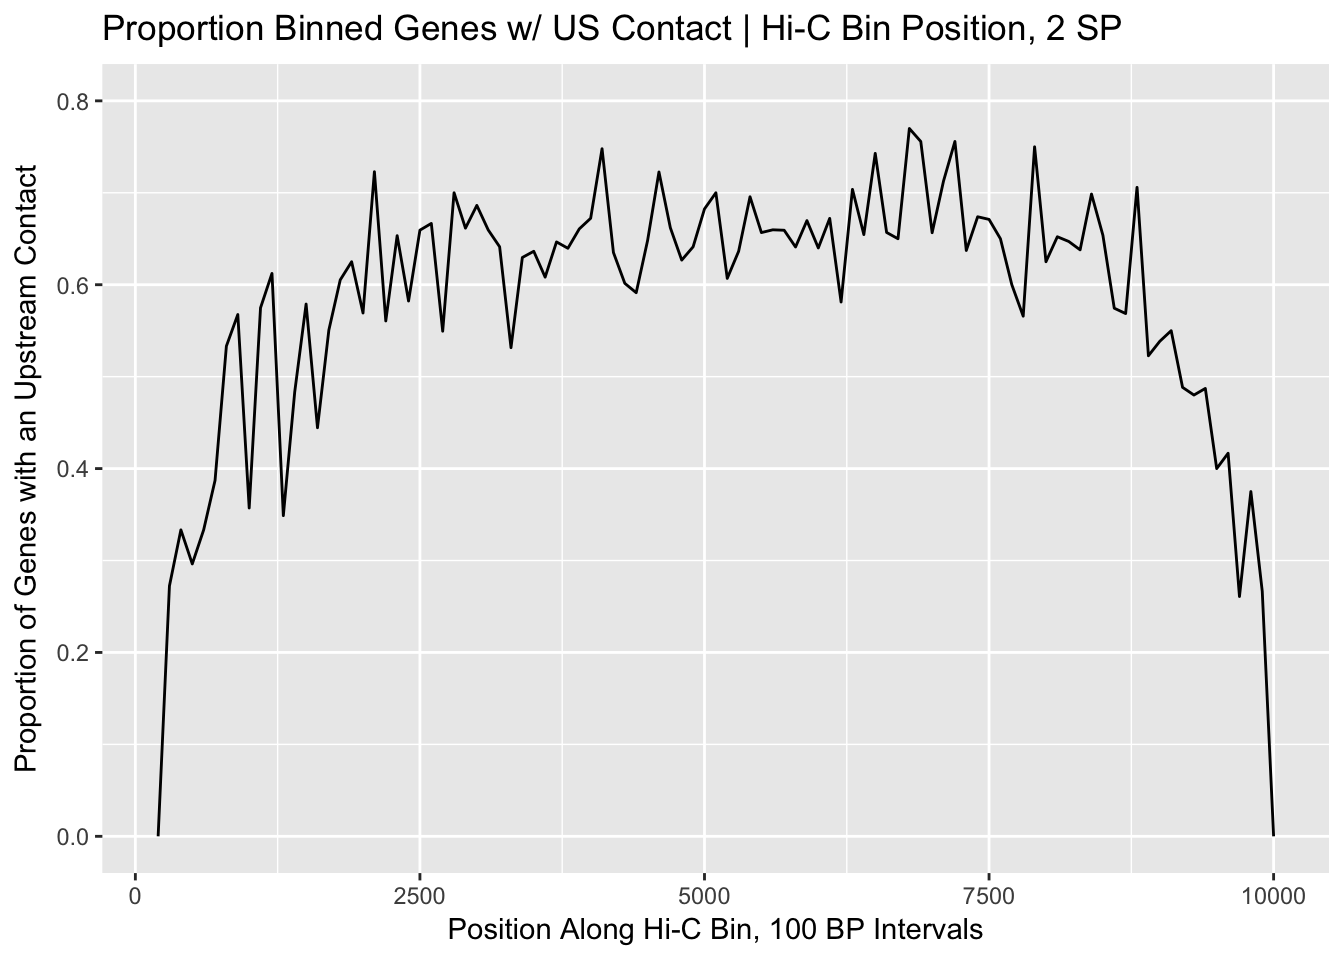 Proportion Binned Genes w/ US Contact | Hi-C Bin Position, 2 SP
Proportion of Genes with an Upstream Contact
0.8
0.6
0.4
0.2
0.0
0 2500 5000 7500 10000
Position Along Hi-C Bin, 100 BP Intervals